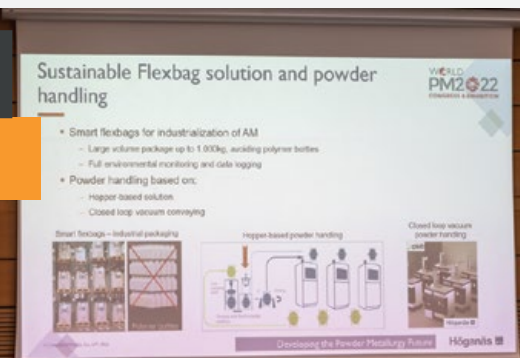 Sustainable Flexbag solution and powder
handling
WORLD
PM2022
CONGRESS & EXHIBITION
• Smart flexbags for industrialization of AM
– Large volume package up to 1.000kg, avoiding polymer bottles
– Full environmental monitoring and data logging
• Powder handling based on:
– Hopper-based solution
– Closed loop vacuum conveying
Smart flexbags – Industrial packaging
Hopper-based powder handling
Closed loop vacuum
powder handling
Polymer bottles
Höganäs
Developing the Powder Metallurgy Future
Höganäs